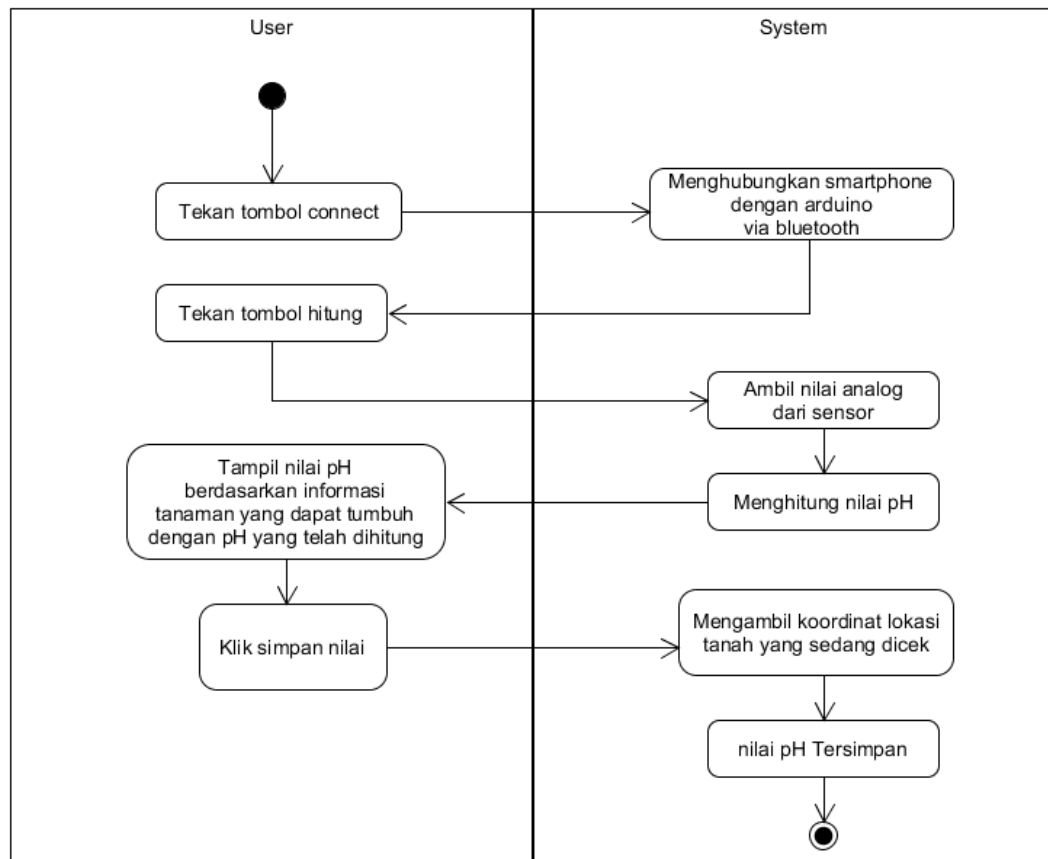 User
System
Tekan tombol connect
Menghubungkan smartphone
dengan arduino
via bluetooth
Tekan tombol hitung
Ambil nilai analog
dari sensor
Menghitung nilai pH
Tampil nilai pH
berdasarkan informasi
tanaman yang dapat tumbuh
dengan pH yang telah dihitung
Klik simpan nilai
Mengambil koordinat lokasi
tanah yang sedang dicek
nilai pH Tersimpan